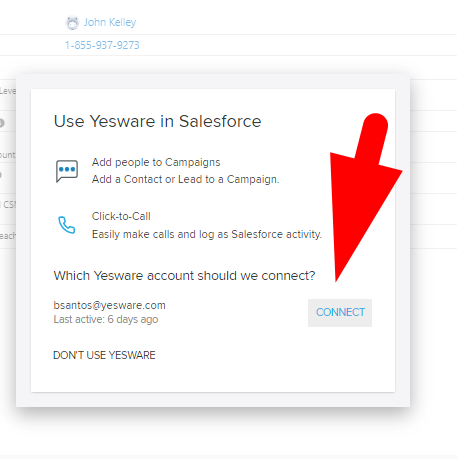 John Kelley
1-855-937-9273
Leve
Use Yesware in Salesforce
Add people to Campaigns
Add a Contact or Lead to a Campaign.
ount
Click-to-Call
CSM
Easily make calls and log as Salesforce activity.
each
Which Yesware account should we connect?
bsantos@yesware.com
CONNECT
Last active: 6 days ago
DON'T USE YESWARE